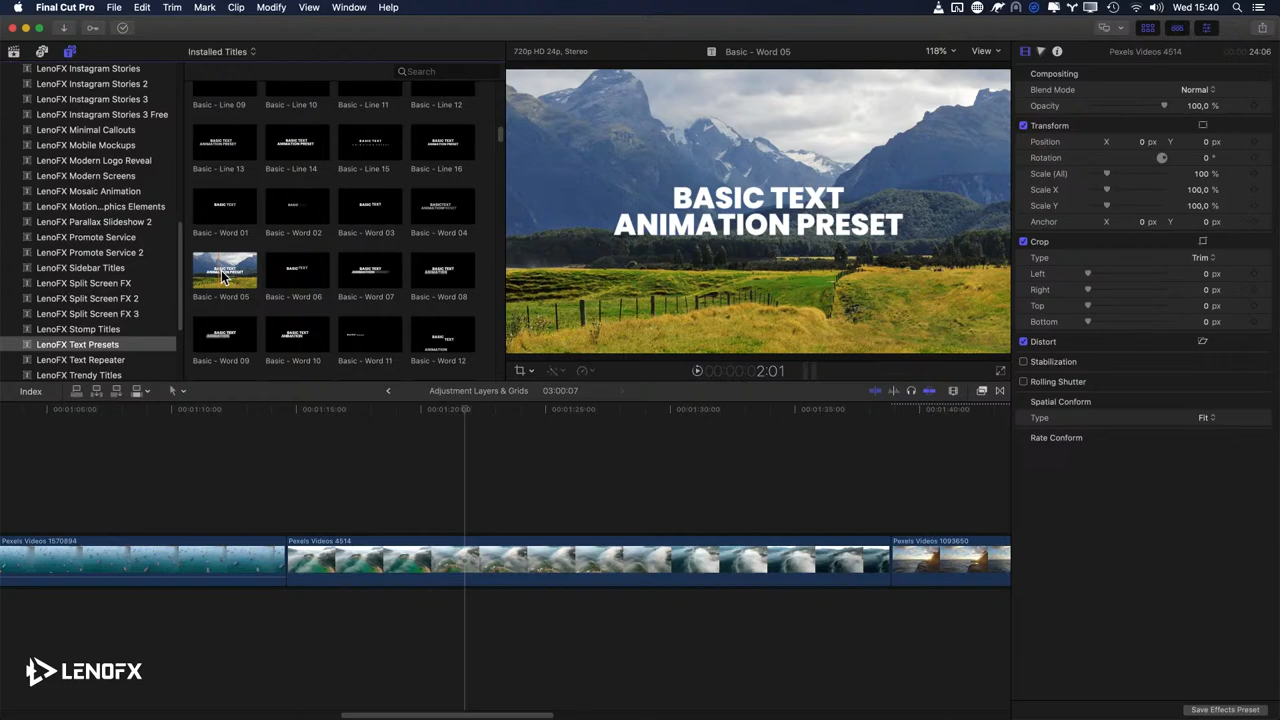 Final Cut Pro File Edit Trim Mark Clip Modify View Window Help
Wed 15:40
Installed Titles
720p HD 24p, Stereo
Basic - Word 05
118%
View
Search
LenoFX Instagram Stories
LenoFX Instagram Stories 2
LenoFX Instagram Stories 3
LenoFX Instagram Stories 3 Free
LenoFX Minimal Callouts
LenoFX Mobile Mockups
LenoFX Modern Logo Reveal
LenoFX Modern Screens
LenoFX Mosaic Animation
LenoFX Motion...phics Elements
LenoFX Parallax Slideshow 2
LenoFX Promote Service
LenoFX Promote Service 2
LenoFX Sidebar Titles
LenoFX Split Screen FX
LenoFX Split Screen FX 2
LenoFX Split Screen FX 3
LenoFX Stomp Titles
LenoFX Text Presets
LenoFX Text Repeater
LenoFX Trendy Titles
Basic - Line 09 Basic - Line 10 Basic - Line 11 Basic - Line 12
Basic - Line 13 Basic - Line 14 Basic - Line 15 Basic - Line 16
Basic - Word 01 Basic - Word 02 Basic - Word 03 Basic - Word 04
Basic - Word 05 Basic - Word 06 Basic - Word 07 Basic - Word 08
Basic - Word 09 Basic - Word 10 Basic - Word 11 Basic - Word 12
BASIC TEXT
ANIMATION PRESET
00:00:00:02:01
Pexels Videos 4514
24:06
Compositing
Blend Mode Normal
Opacity 100,0 %
Transform
Position X 0 px Y 0 px
Rotation 0 °
Scale (All) 100 %
Scale X 100,0 %
Scale Y 100,0 %
Anchor X 0 px Y 0 px
Crop
Type Trim
Left 0 px
Right 0 px
Top 0 px
Bottom 0 px
Distort
Stabilization
Rolling Shutter
Spatial Conform
Type Fit
Rate Conform
Save Effects Preset
Index
Adjustment Layers & Grids
03:00:07
00:01:05:00 00:01:10:00 00:01:15:00 00:01:20:00 00:01:25:00 00:01:30:00 00:01:35:00 00:01:40:00
Pexels Videos 1570894
Pexels Videos 4514
Pexels Videos 1093650
LENOFX